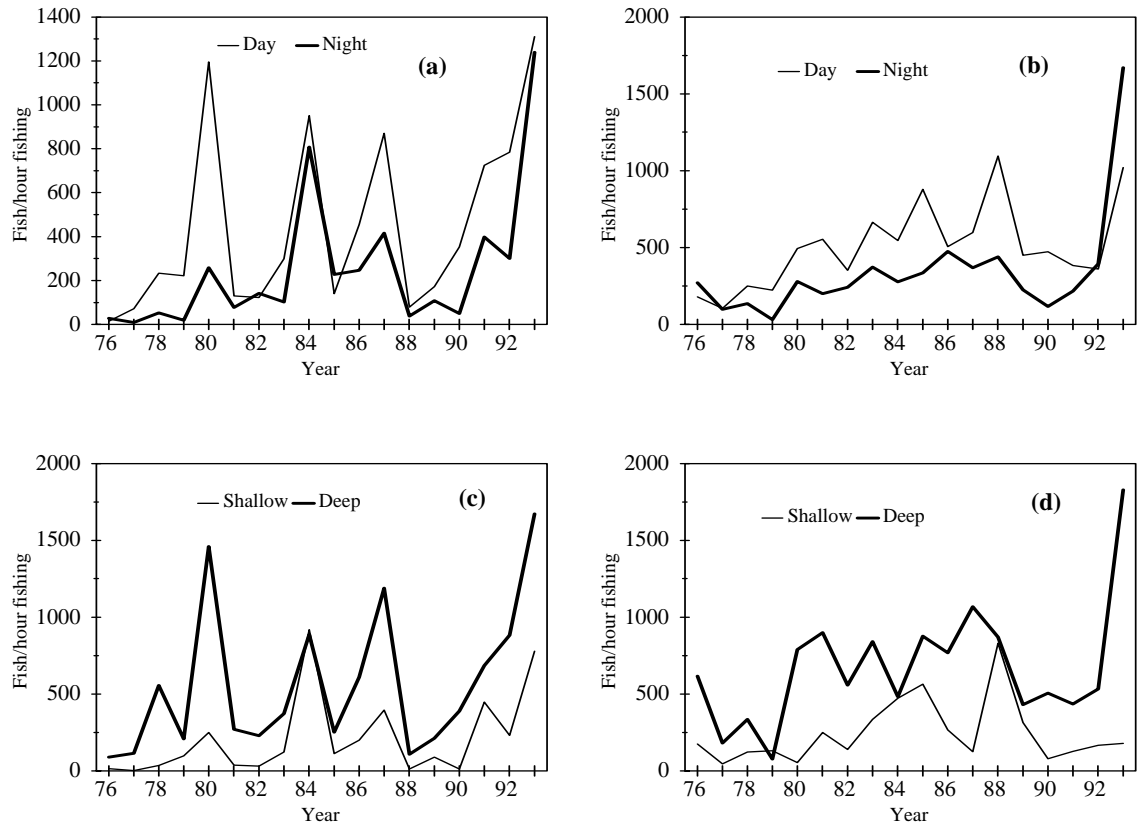 1400
1200
1000
800
600
400
200
0
Fish/hour fishing
Day Night
(a)
76 78 80 82 84 86 88 90 92
Year
2000
1500
1000
500
0
Fish/hour fishing
Day Night
(b)
76 78 80 82 84 86 88 90 92
Year
2000
1500
1000
500
0
Fish/hour fishing
Shallow Deep
(c)
76 78 80 82 84 86 88 90 92
Year
2000
1500
1000
500
0
Fish/hour fishing
Shallow Deep
(d)
76 78 80 82 84 86 88 90 92
Year